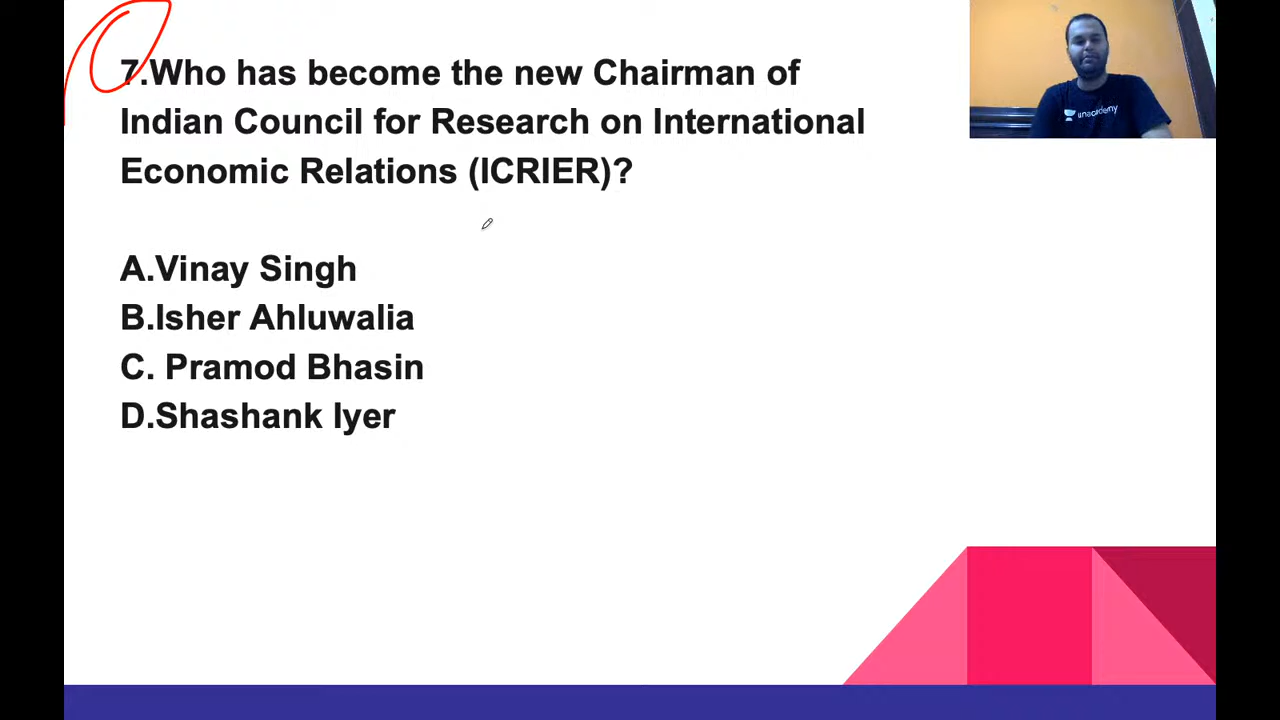 7.Who has become the new Chairman of
Indian Council for Research on International
Economic Relations (ICRIER)?
A.Vinay Singh
B.Isher Ahluwalia
C. Pramod Bhasin
D.Shashank Iyer
unacademy